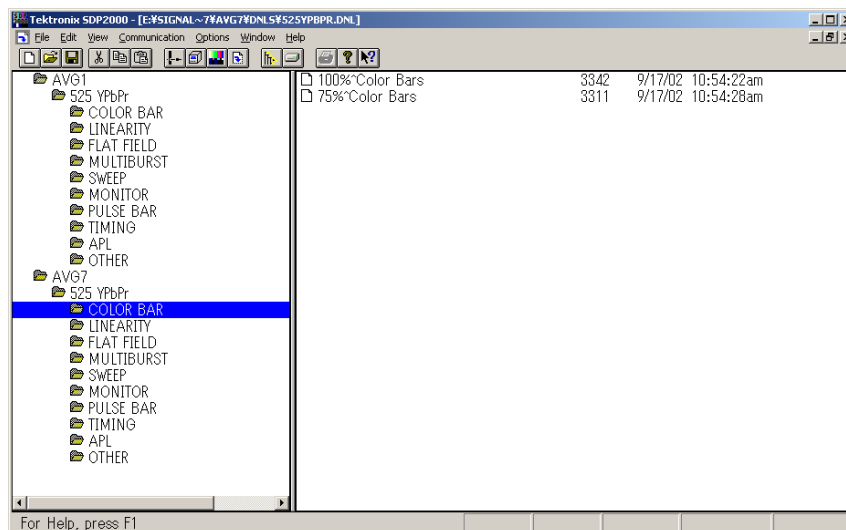 Tektronix SDP2000 - [E:¥SIGNAL~7¥AVG7¥DNLS¥525YPBPR.DNL]
File Edit View Communication Options Window Help
AVG1
525 YPbPr
COLOR BAR
LINEARITY
FLAT FIELD
MULTIBURST
SWEEP
MONITOR
PULSE BAR
TIMING
APL
OTHER
AVG7
525 YPbPr
COLOR BAR
LINEARITY
FLAT FIELD
MULTIBURST
SWEEP
MONITOR
PULSE BAR
TIMING
APL
OTHER
100%^Color Bars 3342 9/17/02 10:54:22am
75%^Color Bars 3311 9/17/02 10:54:28am
For Help, press F1